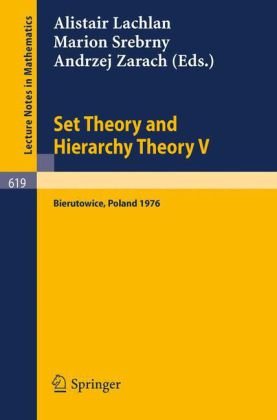 Lecture Notes in Mathematics
Alistair Lachlan
Marion Srebrny
Andrzej Zarach (Eds.)
Set Theory and
Hierarchy Theory V
619
Bierutowice, Poland 1976
Springer